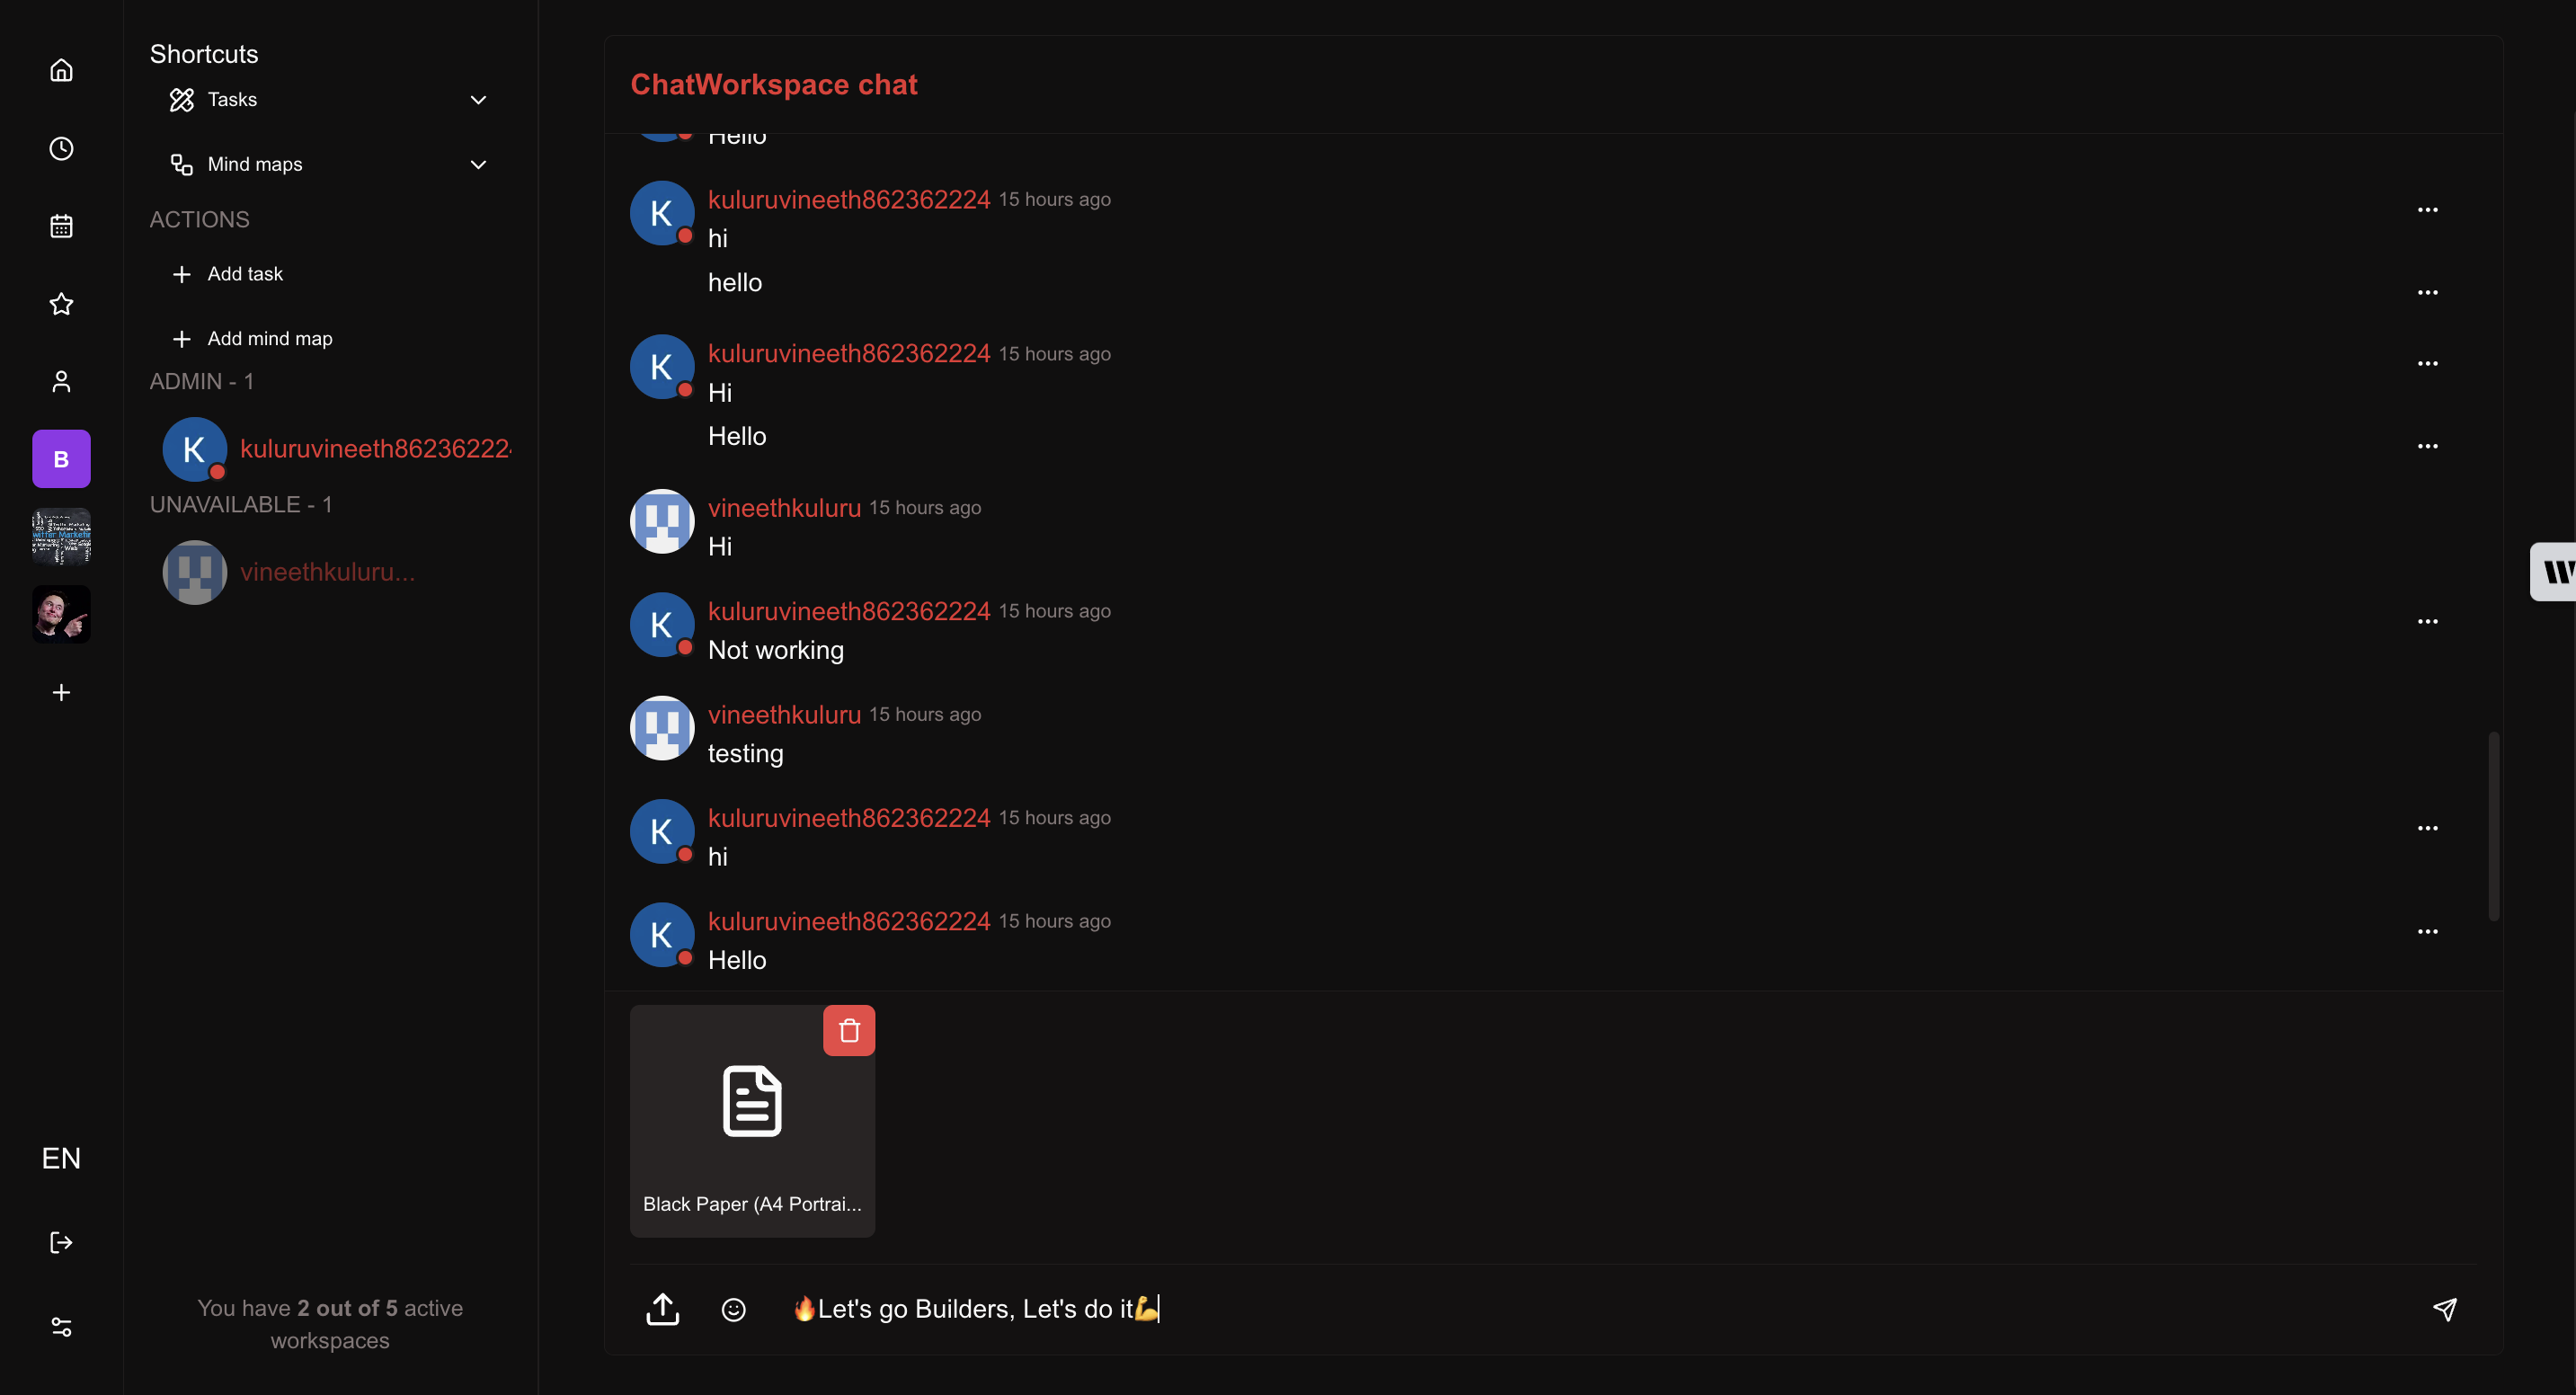 Shortcuts
Tasks
Mind maps
ACTIONS
Add task
Add mind map
ADMIN - 1
K
kuluruvineeth86236222
UNAVAILABLE - 1
vineethkuluru...
B
EN
You have 2 out of 5 active
workspaces
ChatWorkspace chat
Hello
K
kuluruvineeth862362224 15 hours ago
hi
hello
K
kuluruvineeth862362224 15 hours ago
Hi
Hello
vineethkuluru 15 hours ago
Hi
K
kuluruvineeth862362224 15 hours ago
Not working
vineethkuluru 15 hours ago
testing
K
kuluruvineeth862362224 15 hours ago
hi
K
kuluruvineeth862362224 15 hours ago
Hello
Black Paper (A4 Portrai...
🔥Let's go Builders, Let's do it💪